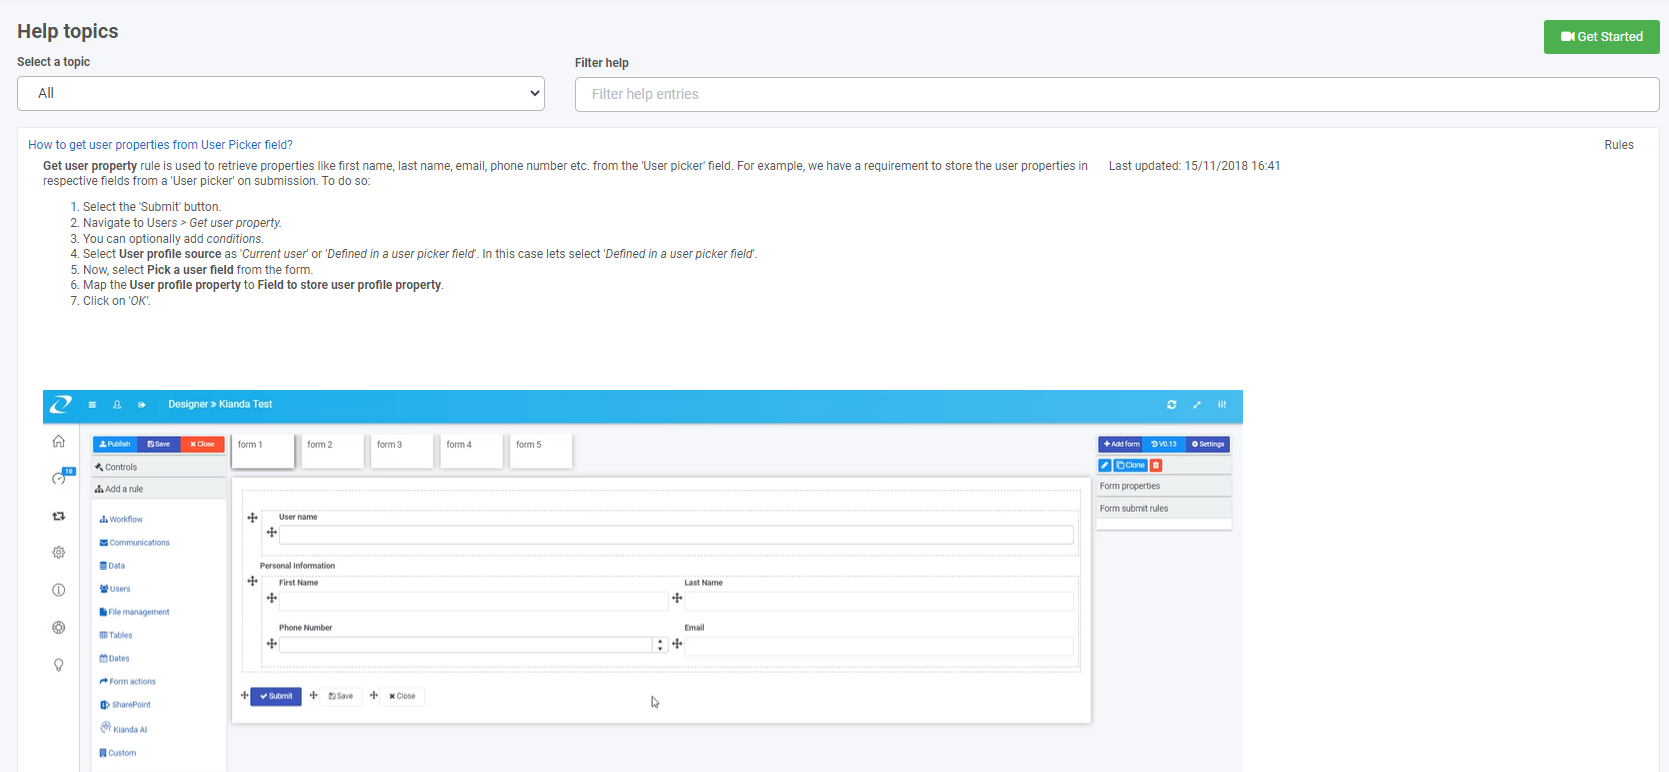 Help topics
Get Started
Select a topic
Filter help
All
Filter help entries
How to get user properties from User Picker field?
Rules
Get user property rule is used to retrieve properties like first name, last name, email, phone number etc. from the 'User picker' field. For example, we have a requirement to store the user properties in
Last updated: 15/11/2018 16:41
respective fields from a 'User picker' on submission. To do so:
1. Select the 'Submit' button.
2. Navigate to Users > Get user property.
3. You can optionally add conditions.
4. Select User profile source as 'Current user' or 'Defined in a user picker field'. In this case lets select 'Defined in a user picker field'.
5. Now, select Pick a user field from the form.
6. Map the User profile property to Field to store user profile property.
7. Click on 'OK'.
Designer » Kianda Test
Publish Save Close
form 1 form 2 form 3 form 4 form 5
Add form V0.13 Settings
Controls
Clone
10
Add a rule
Form properties
Form submit rules
Workflow
User name
Communications
Data
Personal Information
Users
First Name Last Name
File management
Phone Number Email
Tables
Dates
Form actions
Submit Save Close
SharePoint
Kianda AI
Custom